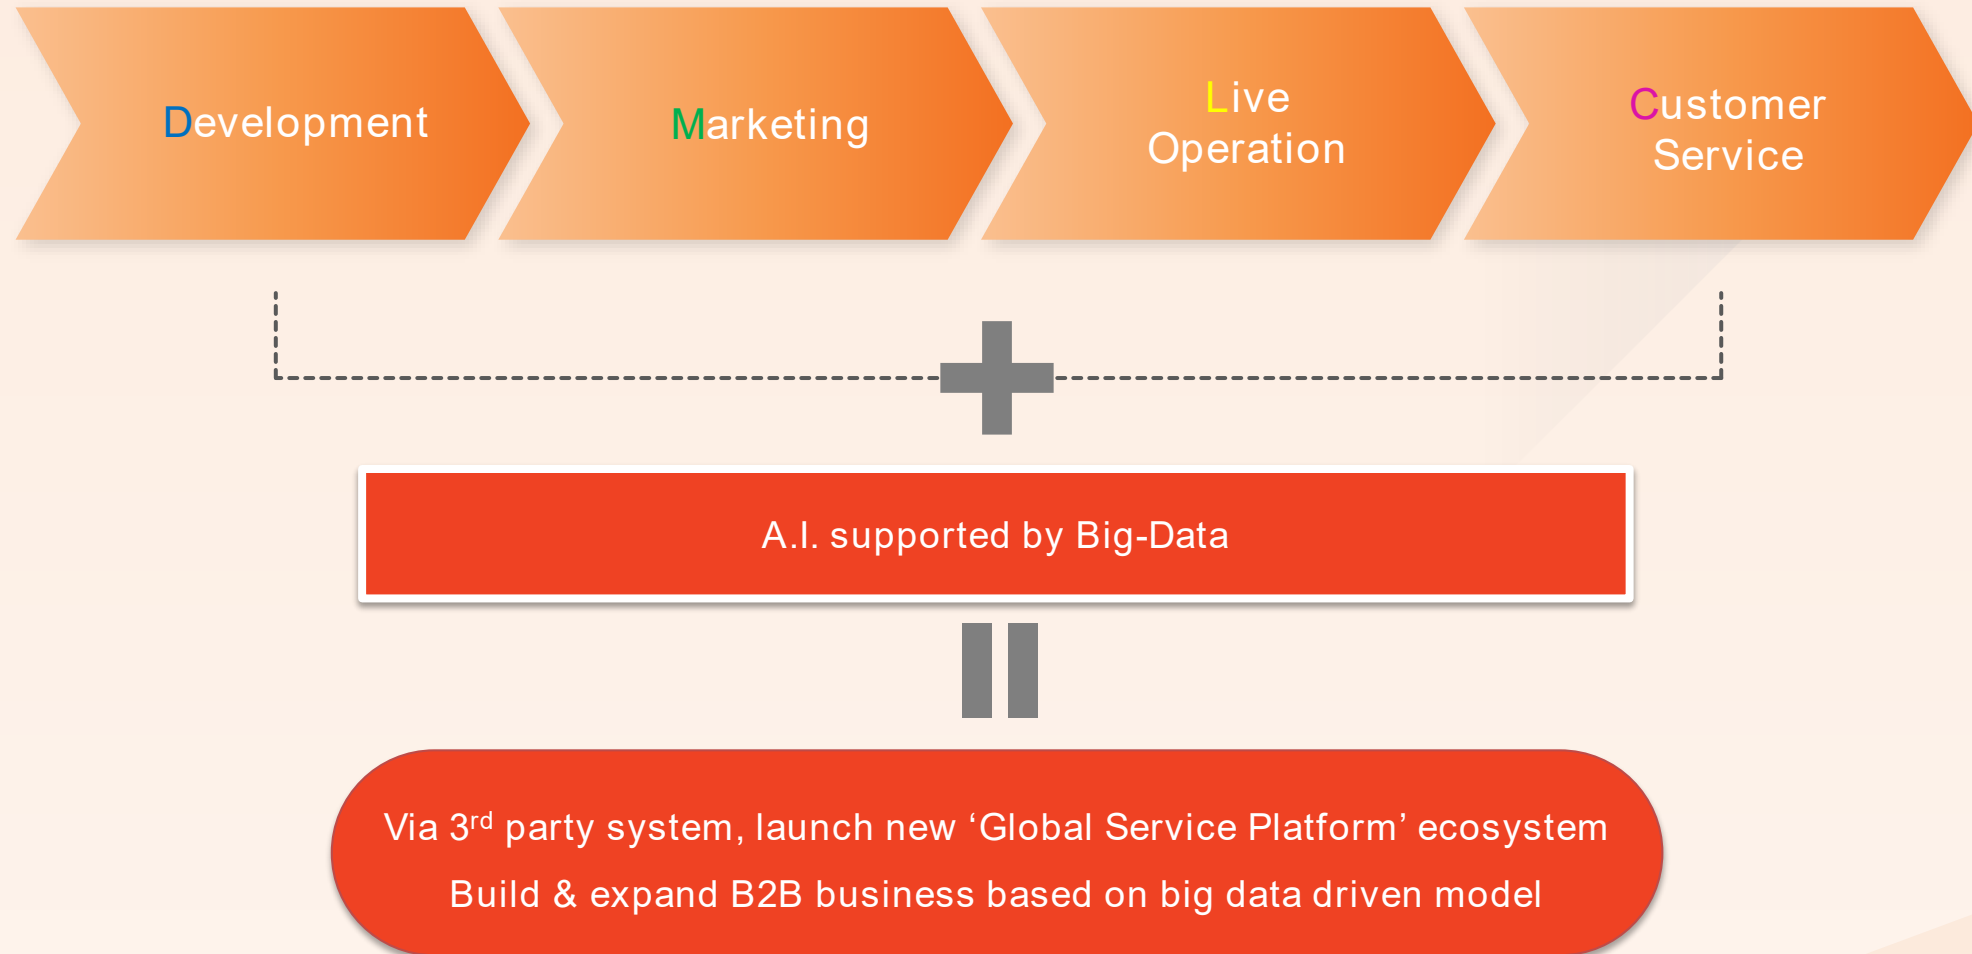 Development
Marketing
Live
Operation
Customer
Service
A.I. supported by Big-Data
Via 3rd party system, launch new ‘Global Service Platform’ ecosystem
Build & expand B2B business based on big data driven model